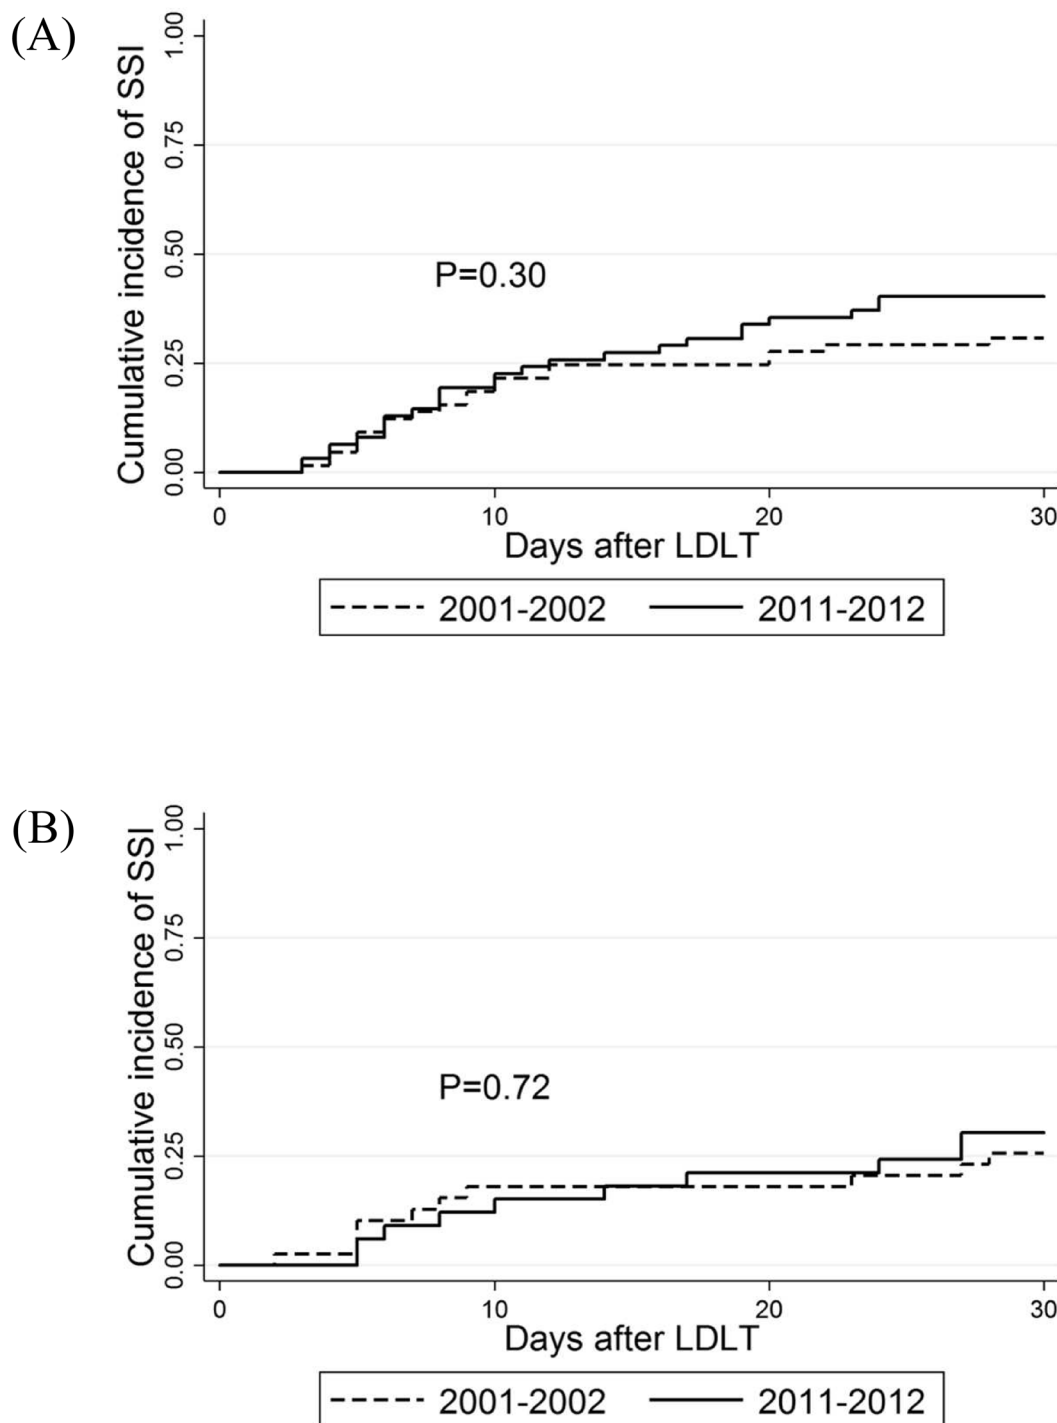 (A)
Cumulative incidence of SSI
1.00
0.75
0.50
0.25
0.00
P=0.30
0 10 20 30
Days after LDLT
2001-2002 2011-2012
(B)
Cumulative incidence of SSI
1.00
0.75
0.50
0.25
0.00
P=0.72
0 10 20 30
Days after LDLT
2001-2002 2011-2012